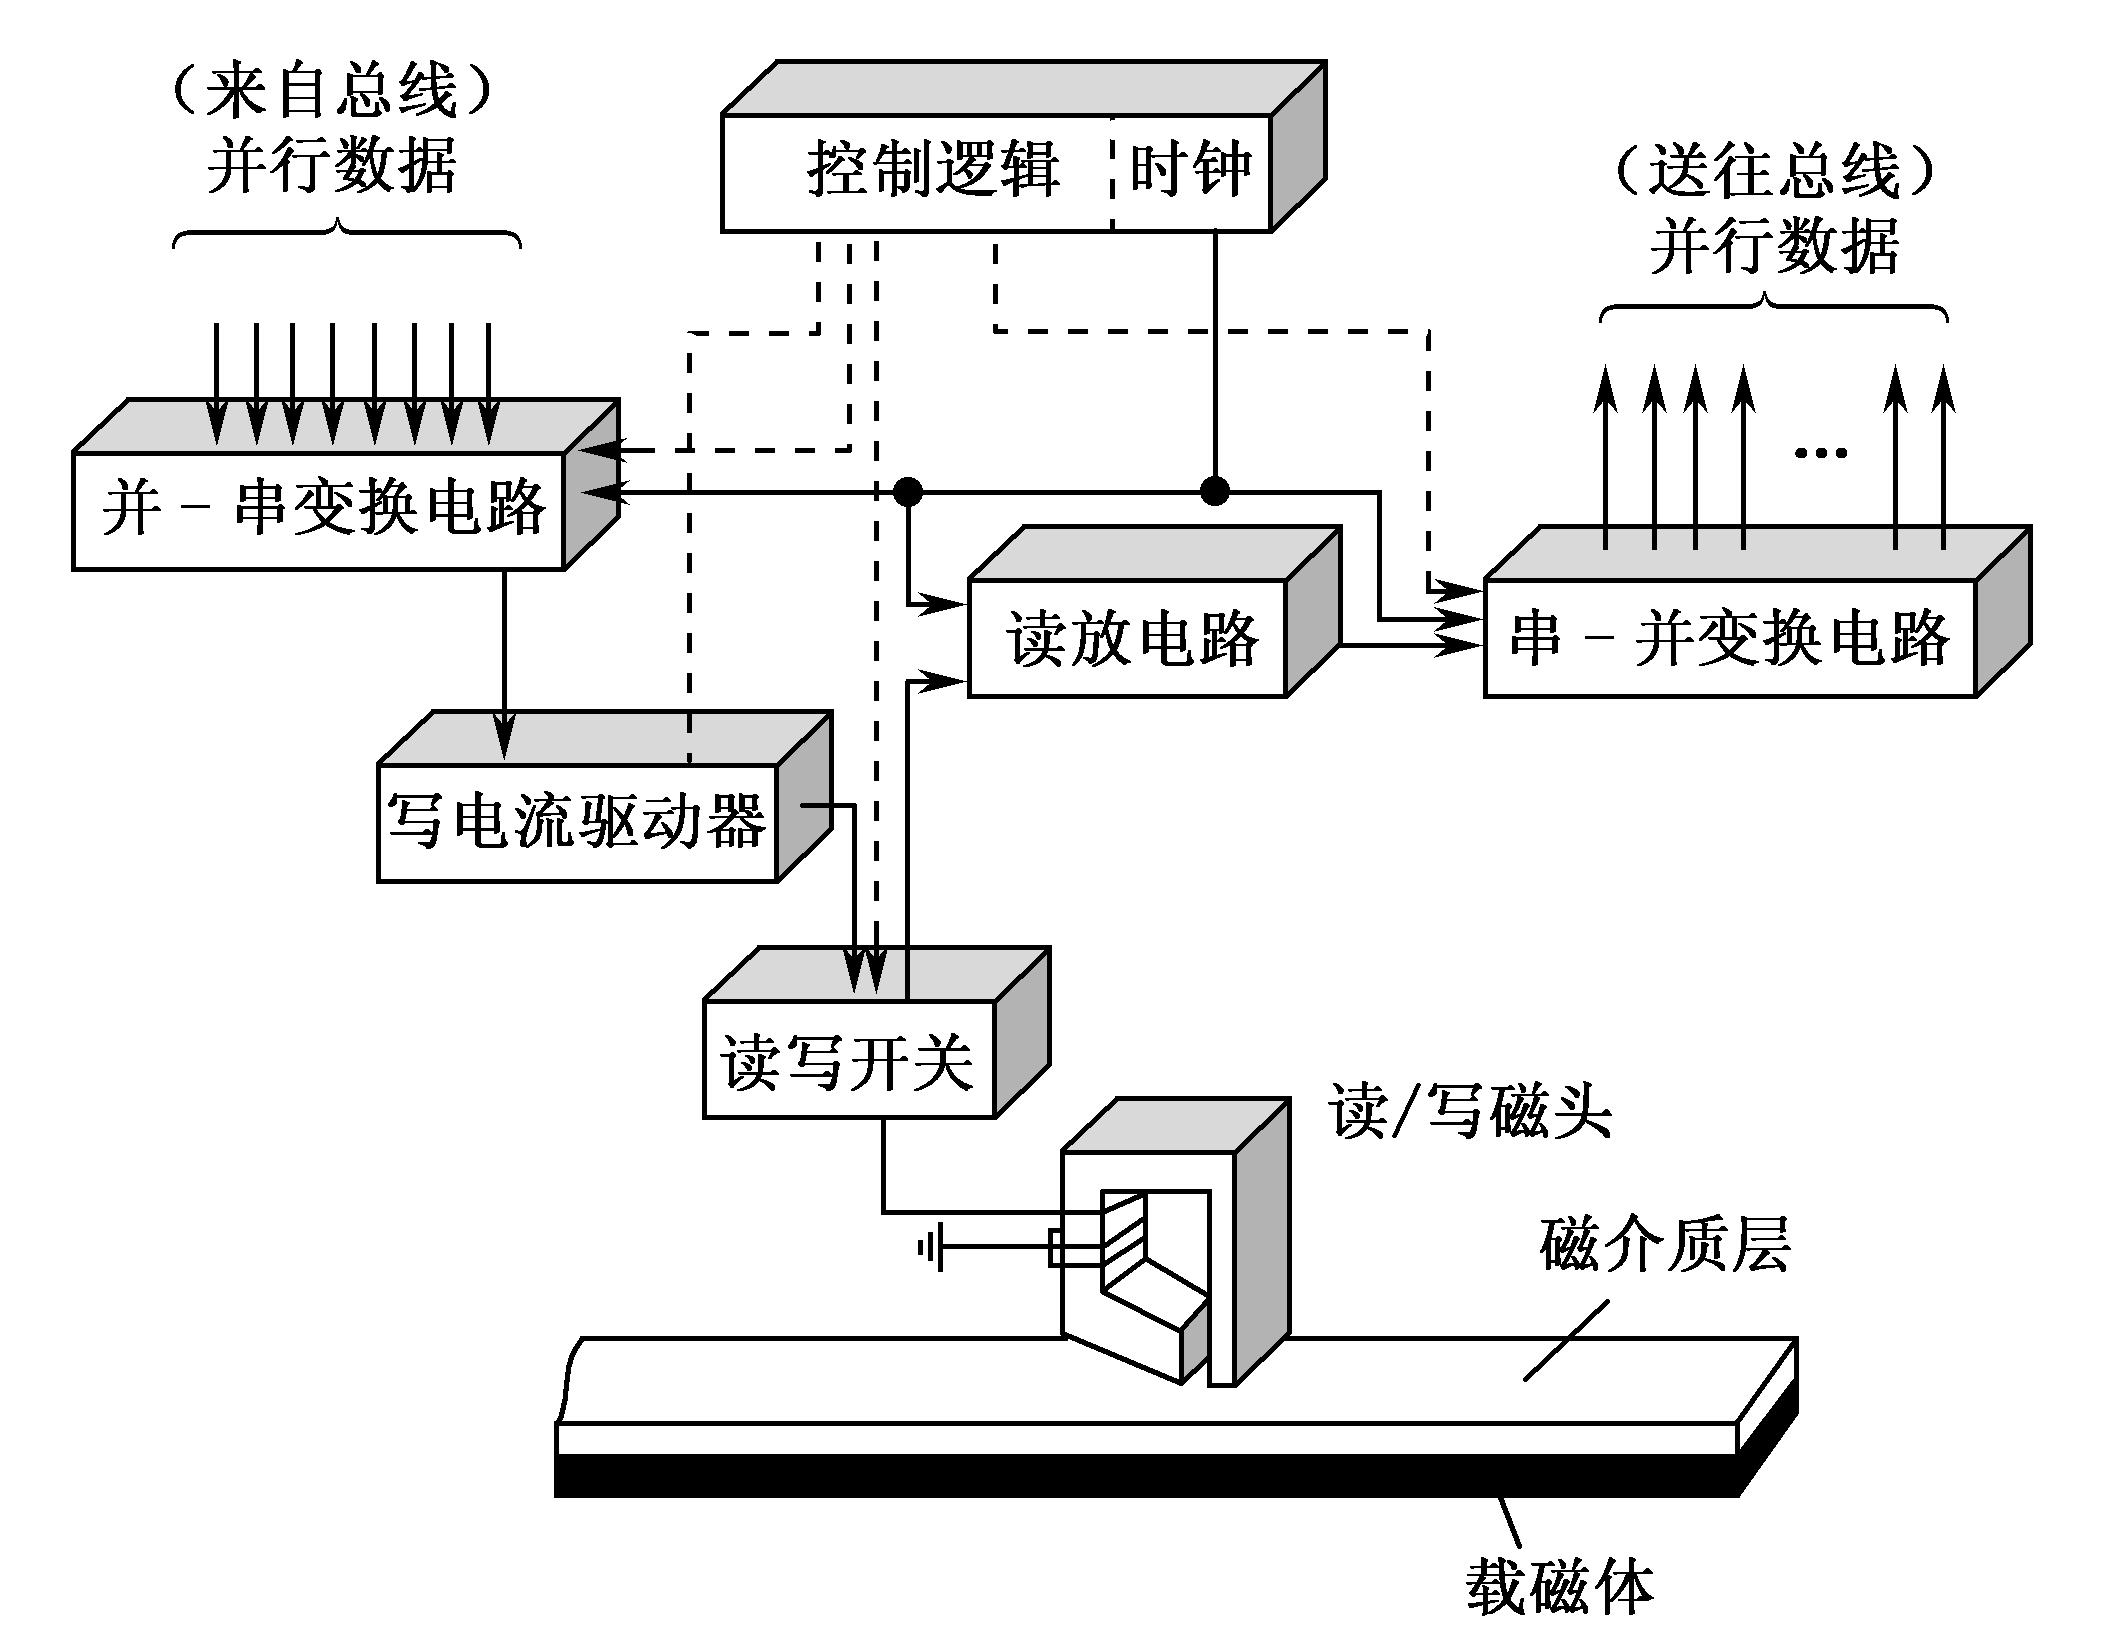 （来自总线）
并行数据
控制逻辑
时钟
（送往总线）
并行数据
…
并－串变换电路
读放电路
串－并变换电路
写电流驱动器
读写开关
读/写磁头
磁介质层
载磁体